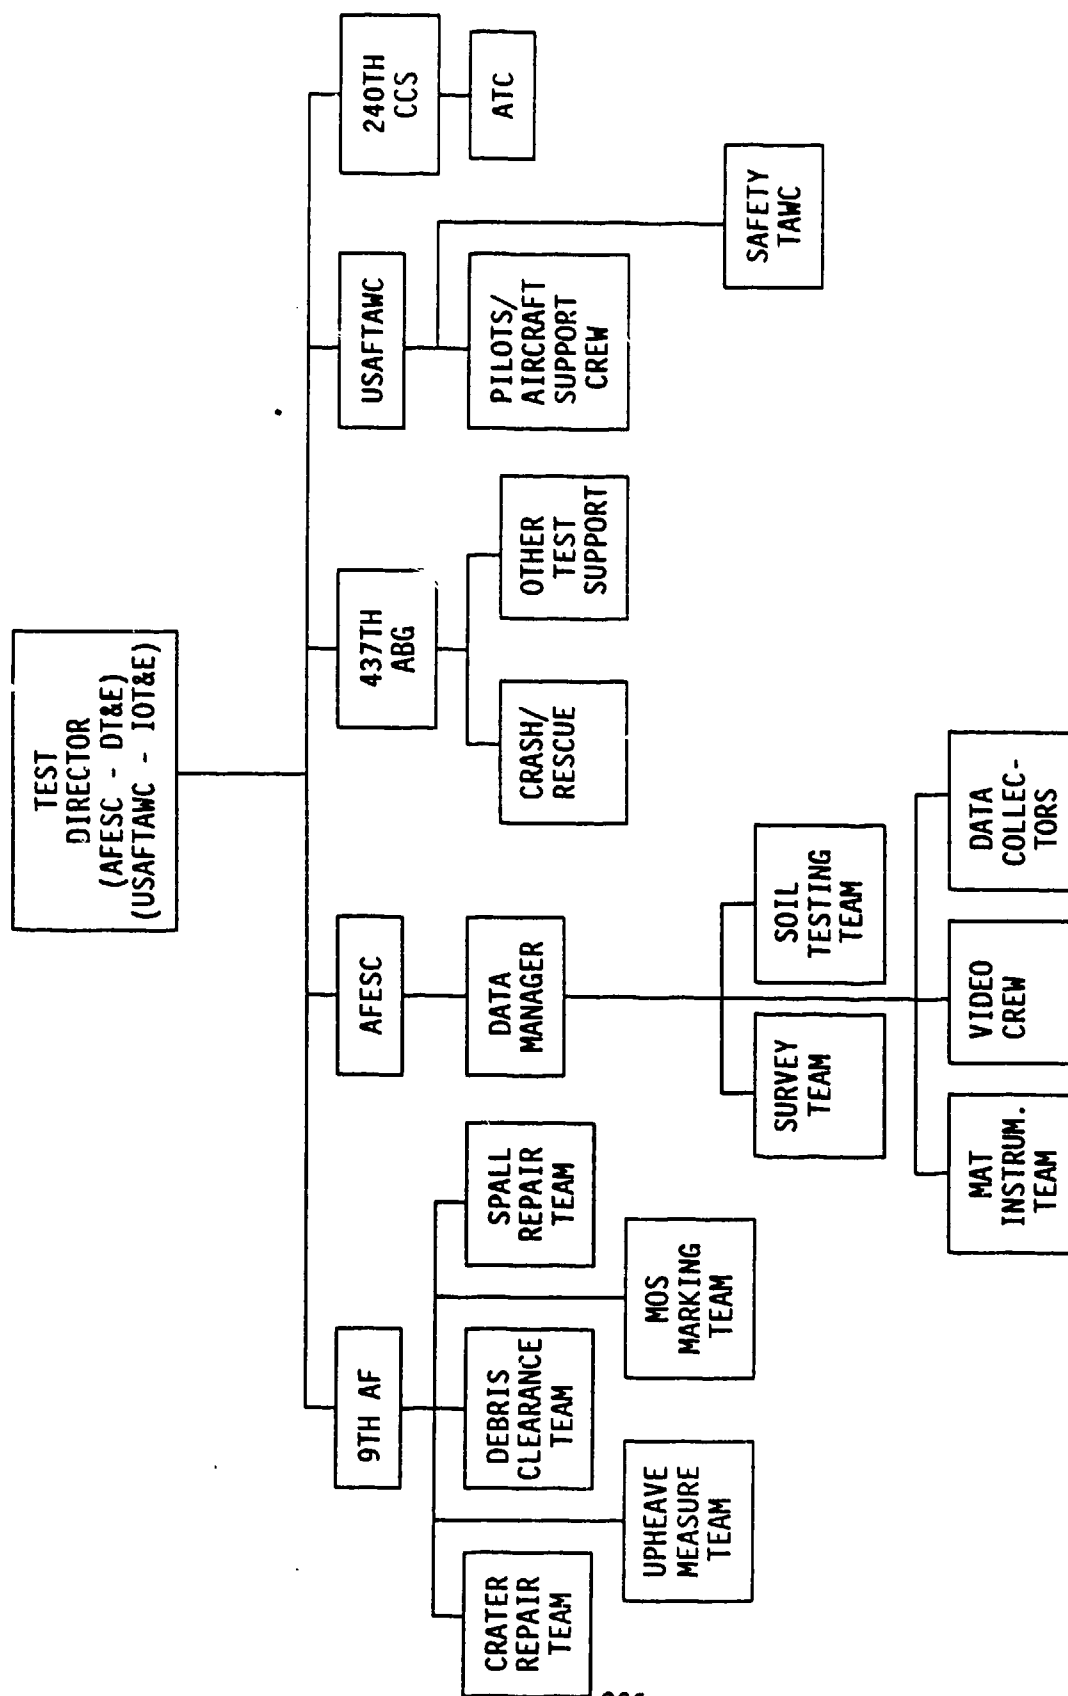 TEST
DIRECTOR
(AFESC - DT&E)
(USAFTAWC - IOT&E)
9TH AF
AFESC
437TH
ABG
USAFTAWC
240TH
CCS
CRATER
REPAIR
TEAM
DEBRIS
CLEARANCE
TEAM
SPALL
REPAIR
TEAM
UPHEAVE
MEASURE
TEAM
MOS
MARKING
TEAM
DATA
MANAGER
SURVEY
TEAM
SOIL
TESTING
TEAM
MAT
INSTRUM.
TEAM
VIDEO
CREW
DATA
COLLEC-
TORS
CRASH/
RESCUE
OTHER
TEST
SUPPORT
PILOTS/
AIRCRAFT
SUPPORT
CREW
SAFETY
TAWC
ATC